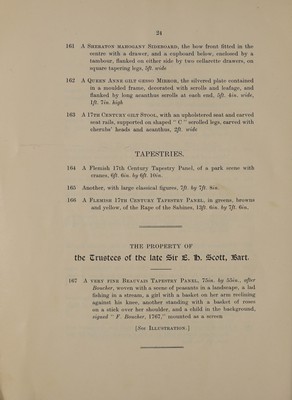 24
161 A Sheraton mahogany Sideboard, the bow front fitted in the
centre with a drawer, and a cupboard below, enclosed by a
tambour, flanked on either side by two cellarette drawers, on
square tapering legs, 5ft. wide
162 A Queen Anne gilt gesso Mirror, the silvered plate contained
in a moulded frame, decorated with scrolls and leafage, and
flanked by long acanthus scrolls at each end, 5ft. 4in. wide,
1ft. 7in. high
163 A 17th Century gilt Stool, with an upholstered seat and carved
seat rails, supported on shaped " C " scrolled legs, carved with
cherubs' heads and acanthus, 2ft. wide
TAPESTRIES.
164 A Flemish 17th Century Tapestry Panel, of a park scene with
cranes, 6ft. 6in. by 6ft. 10in.
165 Another, with large classical figures, 7ft. by 7ft. 8in.
166 A Flemish 17th Century Tapestry Panel, in greens, browns
and yellow, of the Rape of the Sabines, 13ft. 6in. by 7ft. 6in.
THE PROPERTY OF
the Trustees of the late Sir E. D. Scott, Bart.
167 A very fine Beauvais Tapestry Panel, 75in. by 55in., after
Boucher, woven with a scene of peasants in a landscape, a lad
fishing in a stream, a girl with a basket on her arm reclining
against his knee, another standing with a basket of roses
on a stick over her shoulder, and a child in the background,
signed " F. Boucher, 1767," mounted as a screen
[See Illustration.]